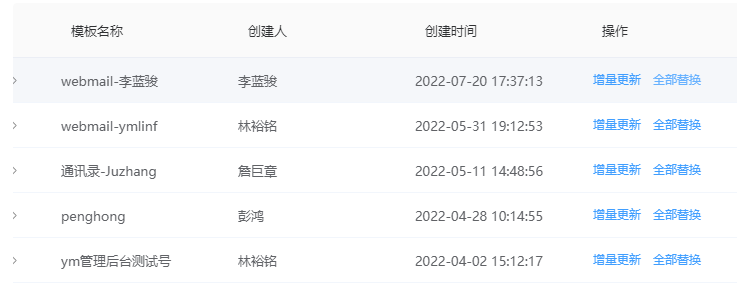 模板名称 创建人 创建时间 操作
webmail-李蓝骏 李蓝骏 2022-07-20 17:37:13 增量更新 全部替换
webmail-ymlinf 林裕铭 2022-05-31 19:12:53 增量更新 全部替换
通讯录-Juzhang 詹巨章 2022-05-11 14:48:56 增量更新 全部替换
penghong 彭鸿 2022-04-28 10:14:55 增量更新 全部替换
ym管理后台测试号 林裕铭 2022-04-02 15:12:17 增量更新 全部替换